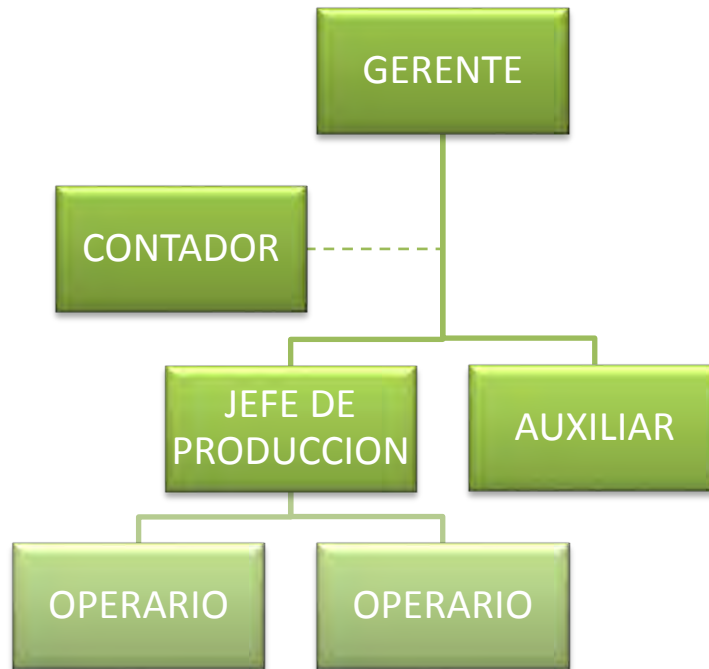 GERENTE
CONTADOR
JEFE DE
PRODUCCION
AUXILIAR
OPERARIO
OPERARIO